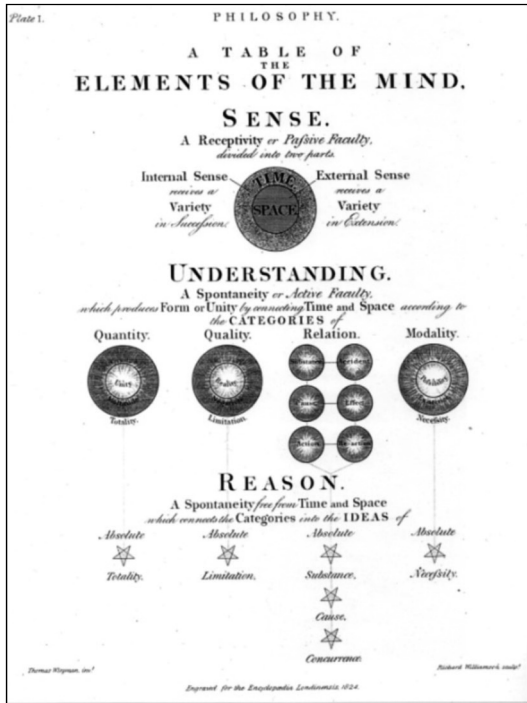 Plate 1.
PHILOSOPHY.
A TABLE OF
THE
ELEMENTS OF THE MIND.
SENSE.
A Receptivity or Passive Faculty,
divided into two parts.
Internal Sense
receives a
Variety
in Succession.
TIME
SPACE
External Sense
receives a
Variety
in Extension.
UNDERSTANDING.
A Spontaneity or Active Faculty,
which produces Form or Unity by connecting Time and Space according to
the CATEGORIES of
Quantity. Quality. Relation. Modality.
Unity
Totality.
Reality
Limitation.
Substance Accident
Cause Effect
Action Re-action
Possibility
Necessity.
REASON.
A Spontaneity free from Time and Space
which connects the Categories into the IDEAS of
Absolute Absolute Absolute Absolute
Totality. Limitation. Substance. Necessity.
Cause.
Concurrence.
Thomas Wirgman, inv.t
Richard Williamson, sculp.t
Engraved for the Encyclopædia Londinensis, 1824.